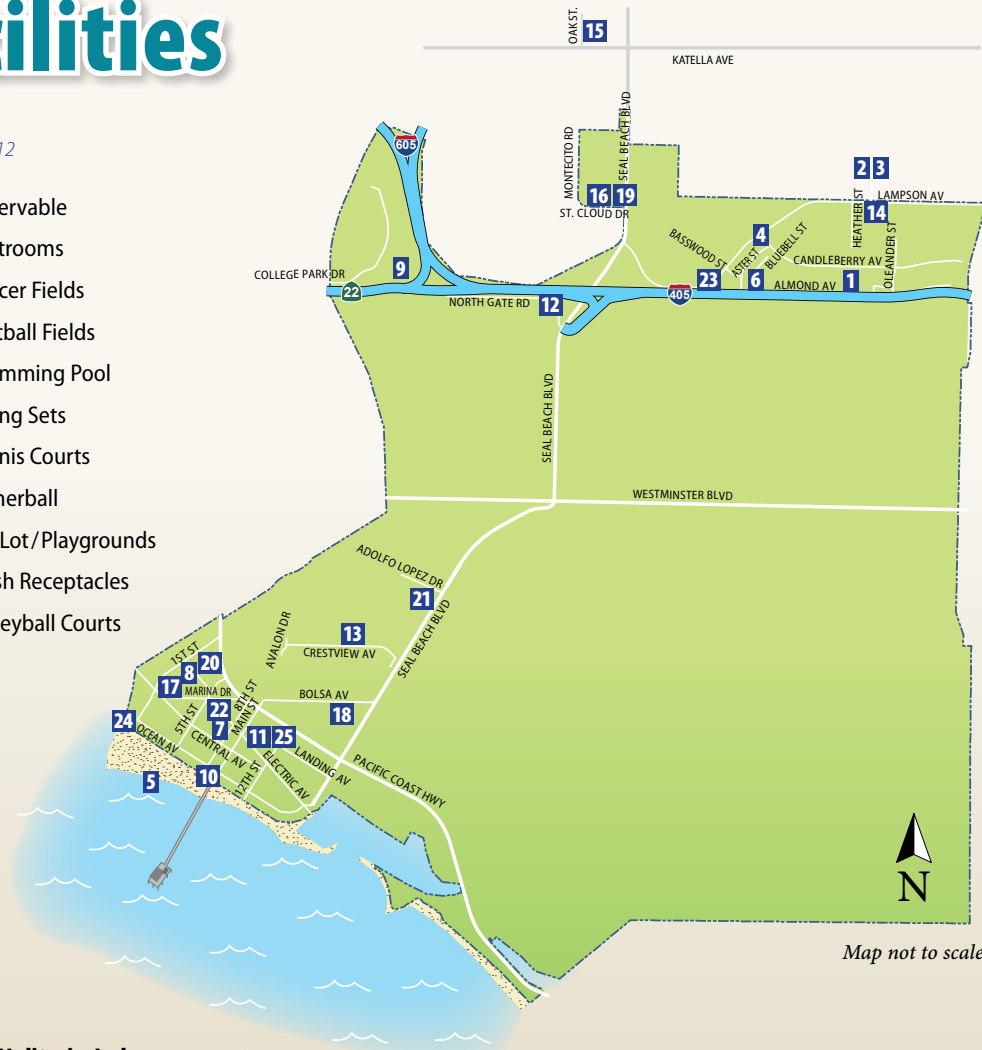 cilities
12
ervable
trooms
cer Fields
tball Fields
mming Pool
ng Sets
nis Courts
nerball
Lot/Playgrounds
sh Receptacles
eyball Courts
OAK ST.
15
KATELLA AVE
SEAL BEACH BLVD
MONTECITO RD
605
16
19
ST. CLOUD DR
2
3
LAMPSON AV
HEATHER ST
14
OLEANDER ST
4
BASSWOOD ST
ASTER ST
BLUEBELL ST
CANDLEBERRY AV
23
6
ALMOND AV
1
COLLEGE PARK DR
9
22
405
NORTH GATE RD
12
SEAL BEACH BLVD
WESTMINSTER BLVD
ADOLFO LOPEZ DR
21
SEAL BEACH BLVD
AVALON DR
13
CRESTVIEW AV
1ST ST
20
8
17
MARINA DR
8TH ST
MAIN ST
BOLSA AV
18
22
7
5TH ST
24
OCEAN AV
CENTRAL AV
11
25
ELECTRIC AV
LANDING AV
12TH ST
PACIFIC COAST HWY
5
10
N
Map not to scale